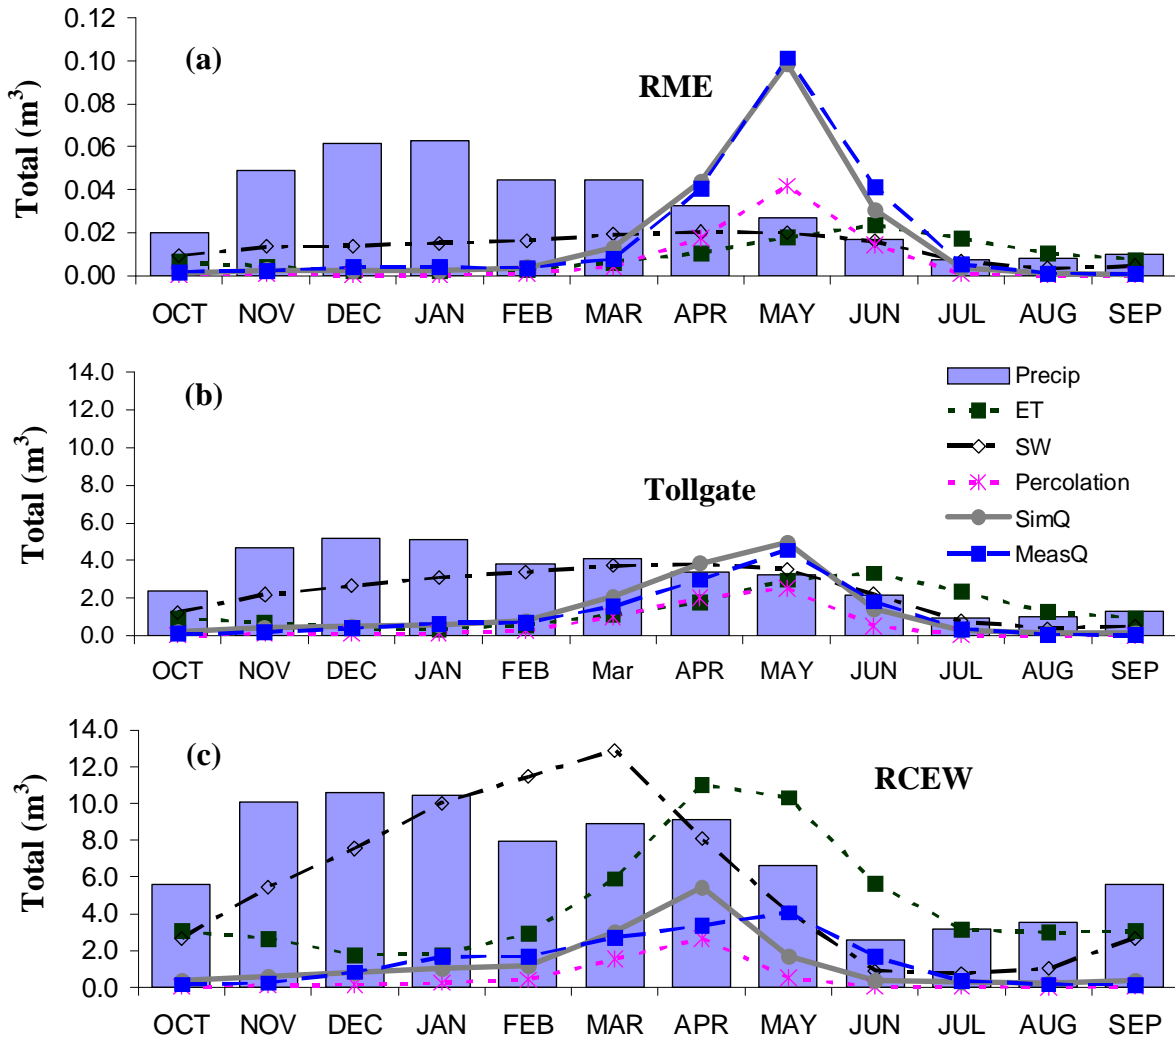 0.12
0.10
0.08
0.06
0.04
0.02
0.00
Total (m³)
(a)
RME
OCT NOV DEC JAN FEB MAR APR MAY JUN JUL AUG SEP
14.0
12.0
10.0
8.0
6.0
4.0
2.0
0.0
Total (m³)
(b)
Tollgate
Precip
ET
SW
Percolation
SimQ
MeasQ
OCT NOV DEC JAN FEB Mar APR MAY JUN JUL AUG SEP
14.0
12.0
10.0
8.0
6.0
4.0
2.0
0.0
Total (m³)
(c)
RCEW
OCT NOV DEC JAN FEB MAR APR MAY JUN JUL AUG SEP